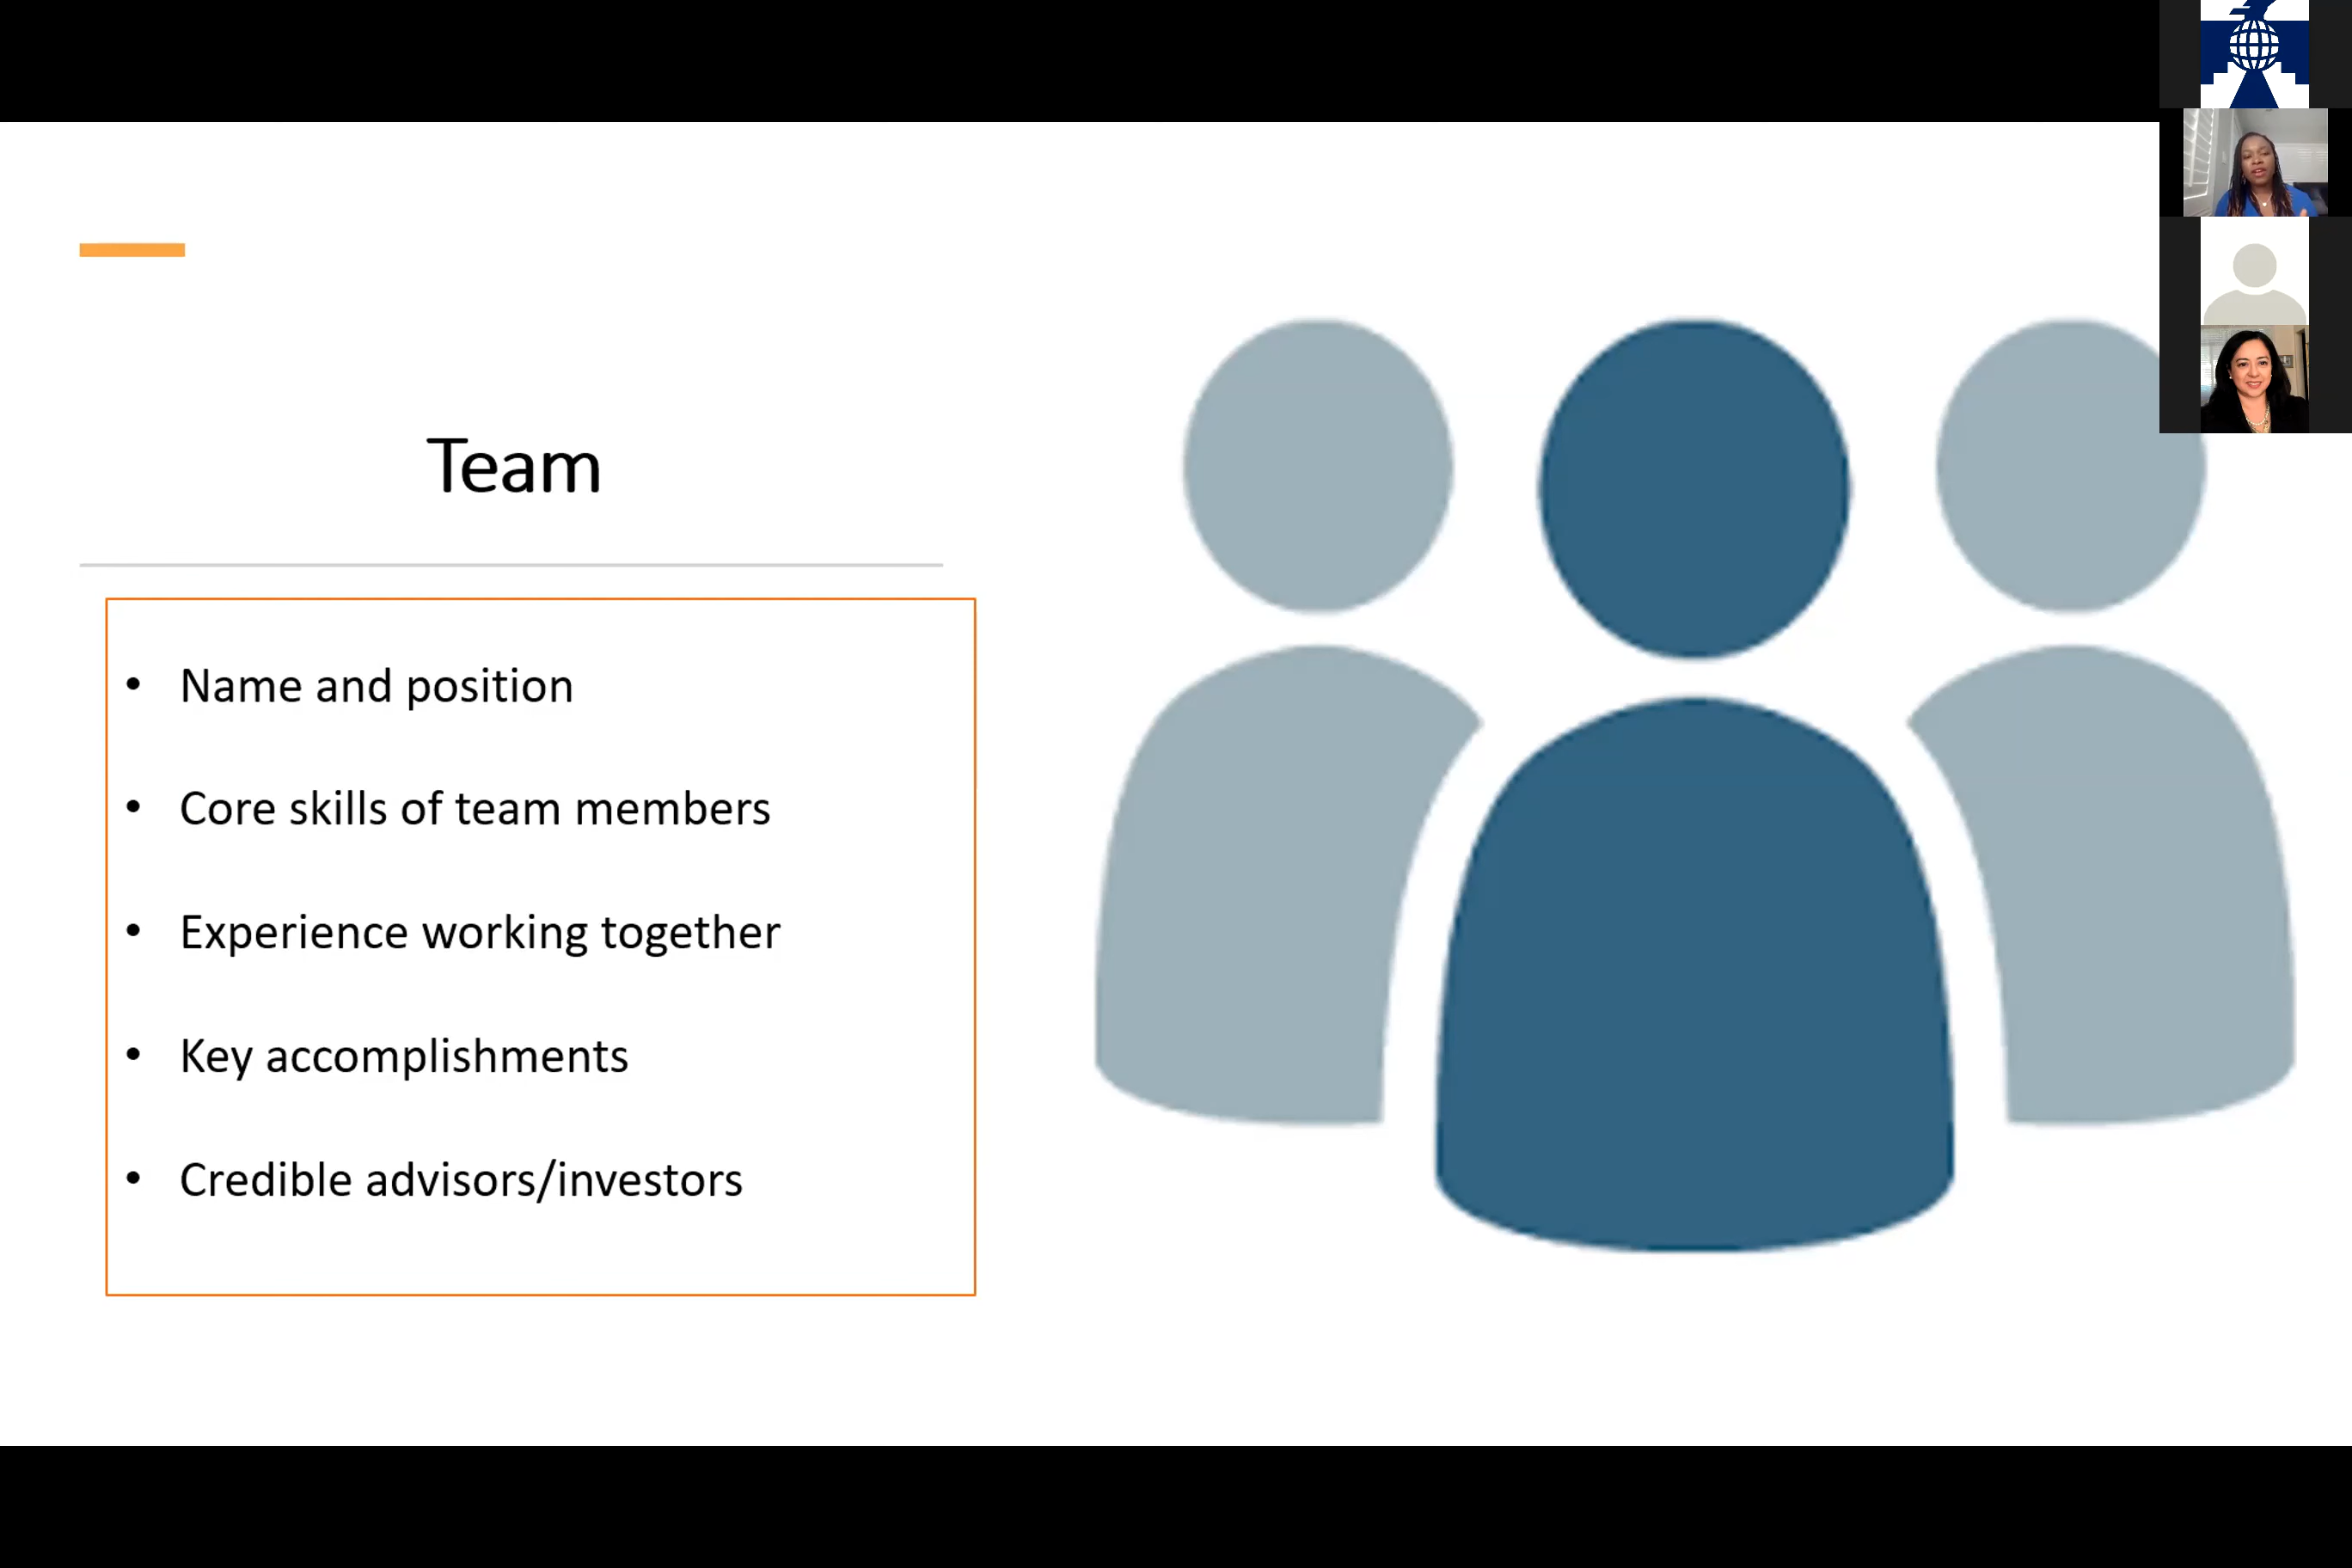 Team
• Name and position
• Core skills of team members
• Experience working together
• Key accomplishments
• Credible advisors/investors